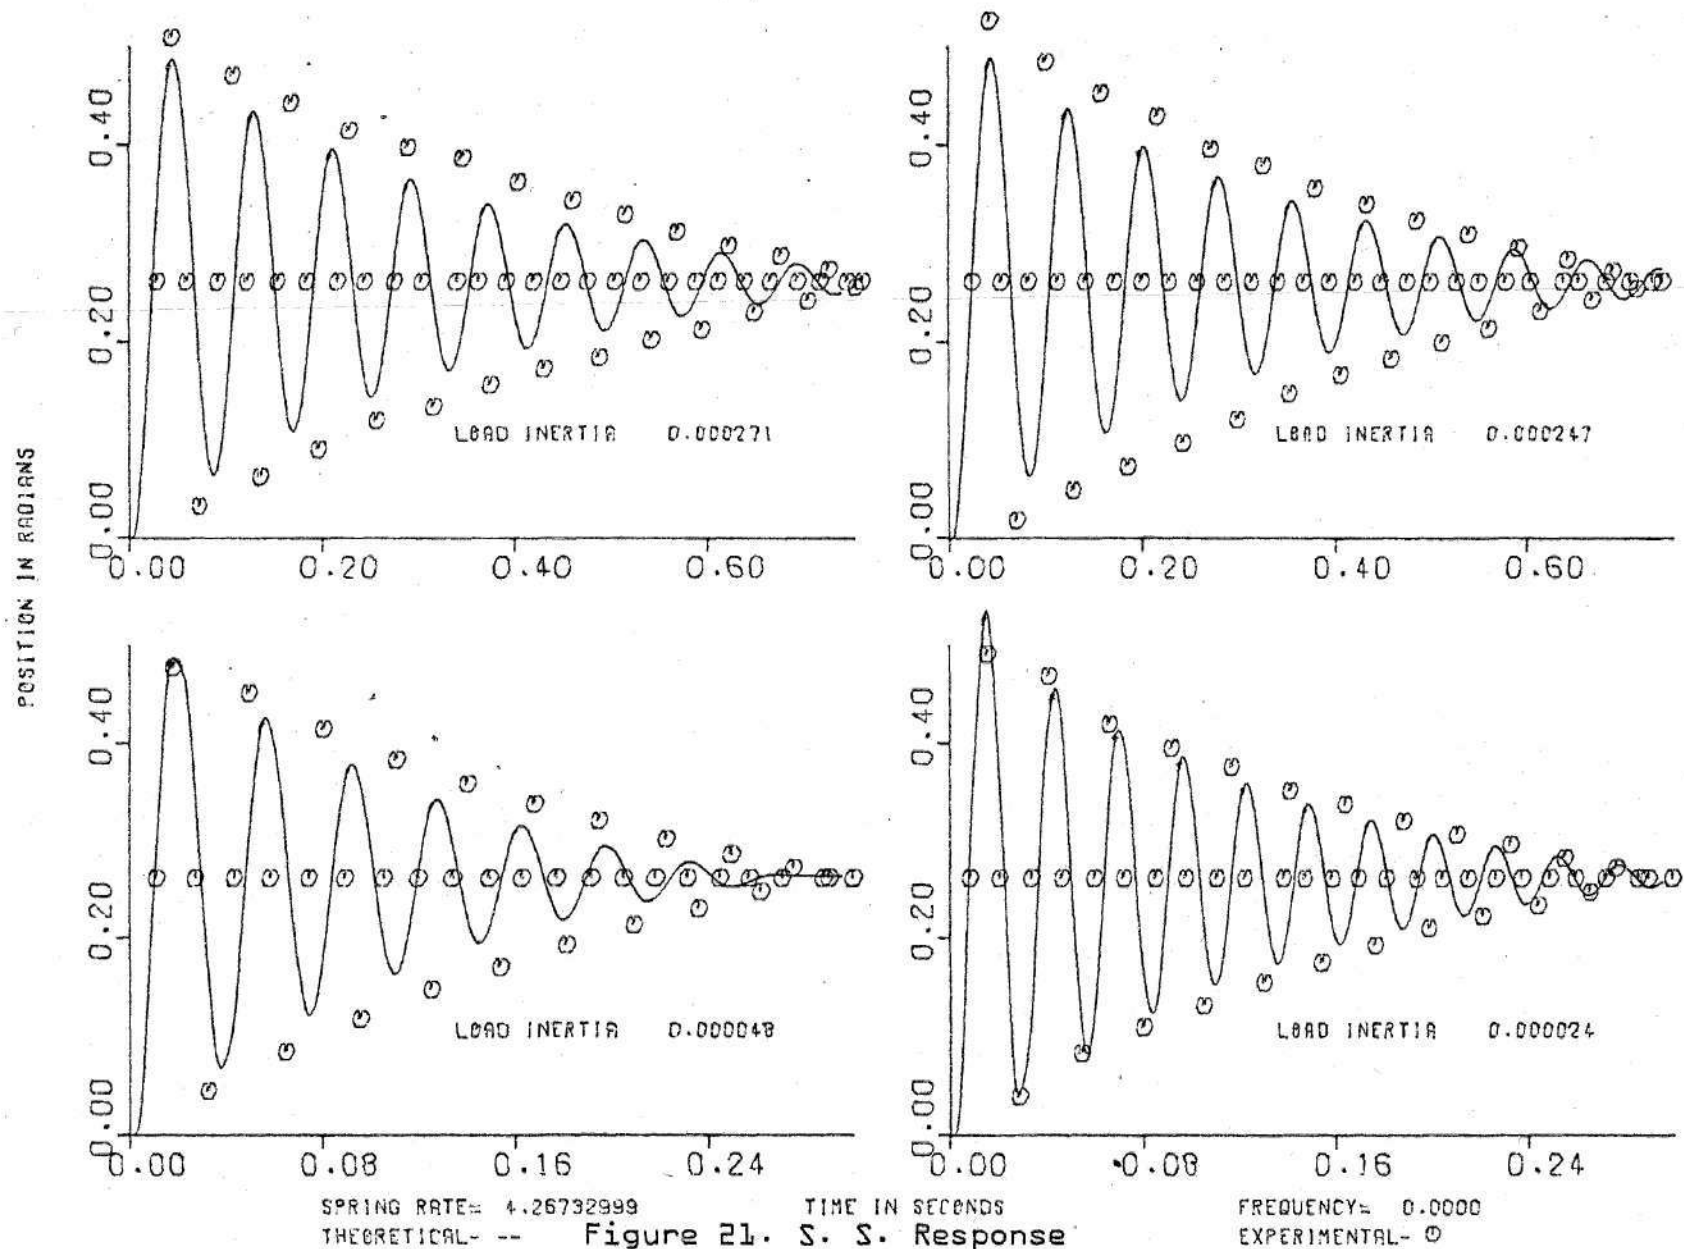 POSITION IN RADIANS
0.40
0.20
0.00
0.00 0.20 0.40 0.60
LOAD INERTIA 0.000271
0.40
0.20
0.00
0.00 0.20 0.40 0.60
LOAD INERTIA 0.000247
0.40
0.20
0.00
0.00 0.08 0.16 0.24
LOAD INERTIA 0.000048
0.40
0.20
0.00
0.00 0.08 0.16 0.24
LOAD INERTIA 0.000024
SPRING RATE= 4.26732999 TIME IN SECONDS FREQUENCY= 0.0000
THEORETICAL- -- Figure 21. S. S. Response EXPERIMENTAL-